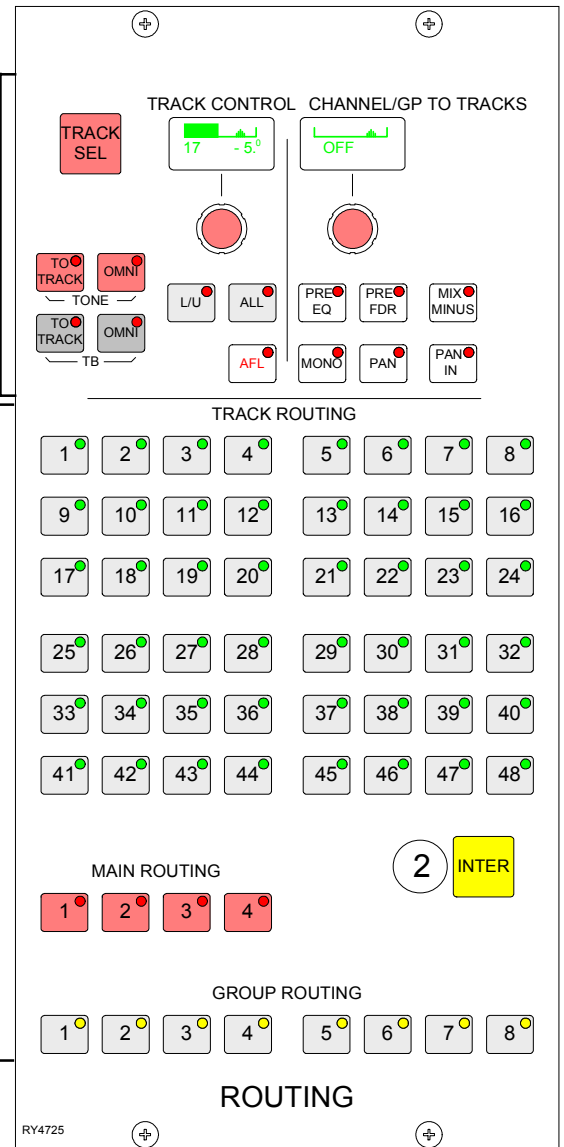 TRACK CONTROL CHANNEL/GP TO TRACKS
TRACK
SEL
17 - 5.0
OFF
TO
TRACK
OMNI
TONE
TO
TRACK
OMNI
TB
L/U
ALL
AFL
PRE
EQ
PRE
FDR
MIX
MINUS
MONO
PAN
PAN
IN
TRACK ROUTING
1 2 3 4 5 6 7 8
9 10 11 12 13 14 15 16
17 18 19 20 21 22 23 24
25 26 27 28 29 30 31 32
33 34 35 36 37 38 39 40
41 42 43 44 45 46 47 48
2 INTER
MAIN ROUTING
1 2 3 4
GROUP ROUTING
1 2 3 4 5 6 7 8
ROUTING
RY4725